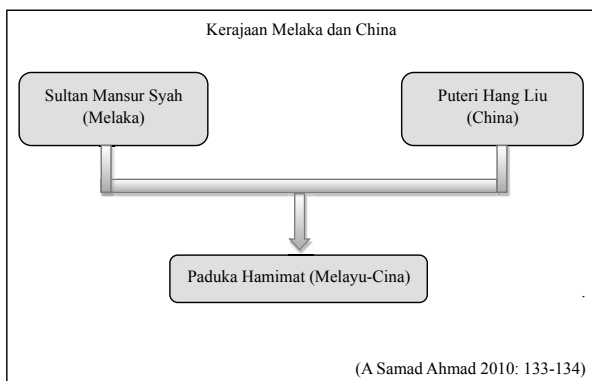 Kerajaan Melaka dan China
Sultan Mansur Syah
(Melaka)
Puteri Hang Liu
(China)
Paduka Hamimat (Melayu-Cina)
(A Samad Ahmad 2010: 133-134)